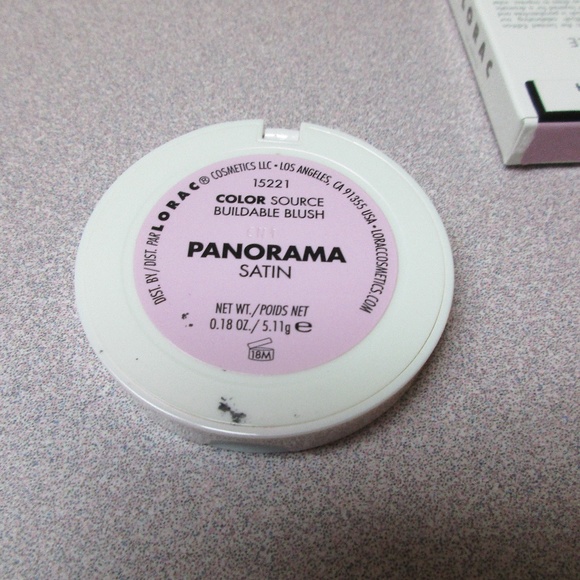 DIST. BY / DIST. PAR LORAC® COSMETICS LLC • LOS ANGELES, CA 91355 USA • LORACCOSMETICS.COM
15221
COLOR SOURCE
BUILDABLE BLUSH
PANORAMA
SATIN
NET WT./POIDS NET
0.18 OZ./ 5.11g ℮
18M
LORAC